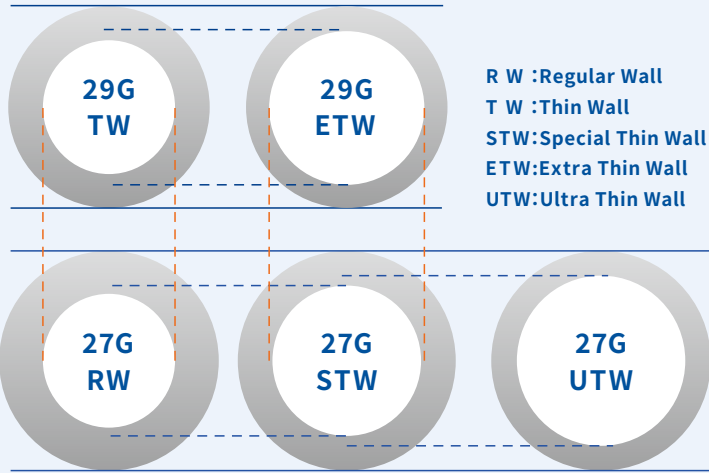 29G
TW
29G
ETW
R W :Regular Wall
T W :Thin Wall
STW:Special Thin Wall
ETW:Extra Thin Wall
UTW:Ultra Thin Wall
27G
RW
27G
STW
27G
UTW